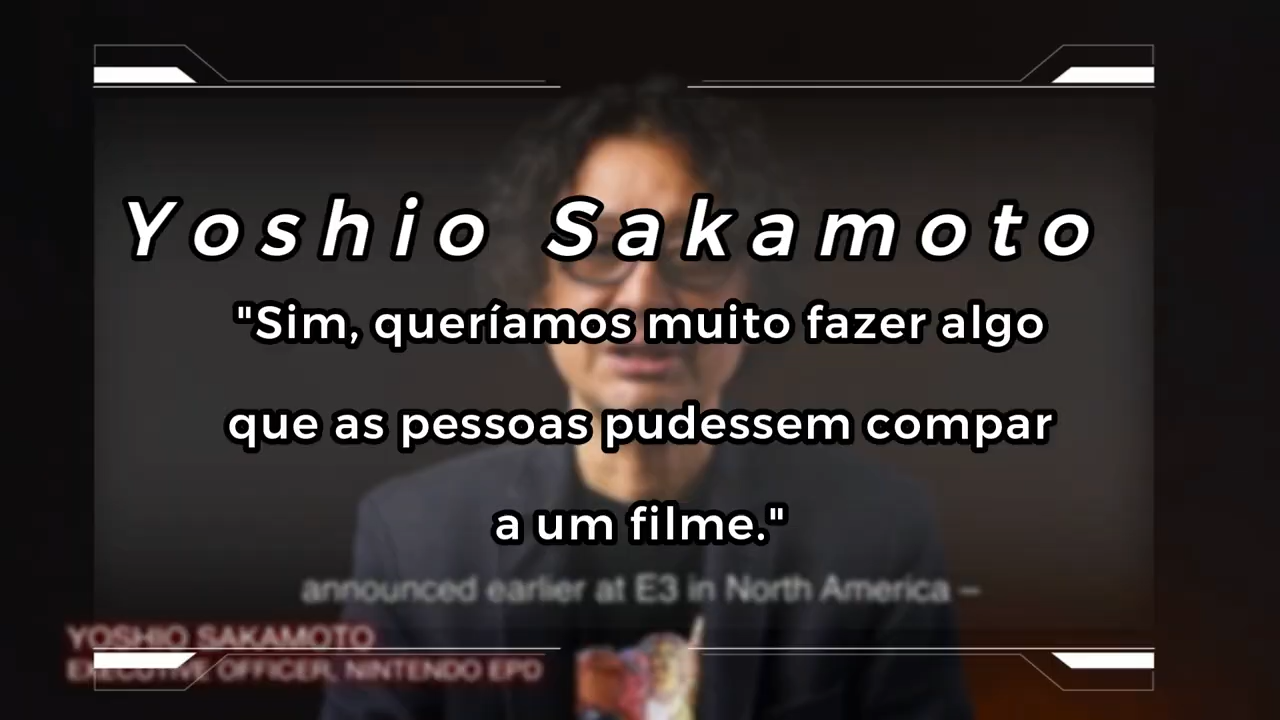 Yoshio Sakamoto
"Sim, queríamos muito fazer algo
que as pessoas pudessem compar
a um filme."
announced earlier at E3 in North America –
YOSHIO SAKAMOTO
EXECUTIVE OFFICER, NINTENDO EPD